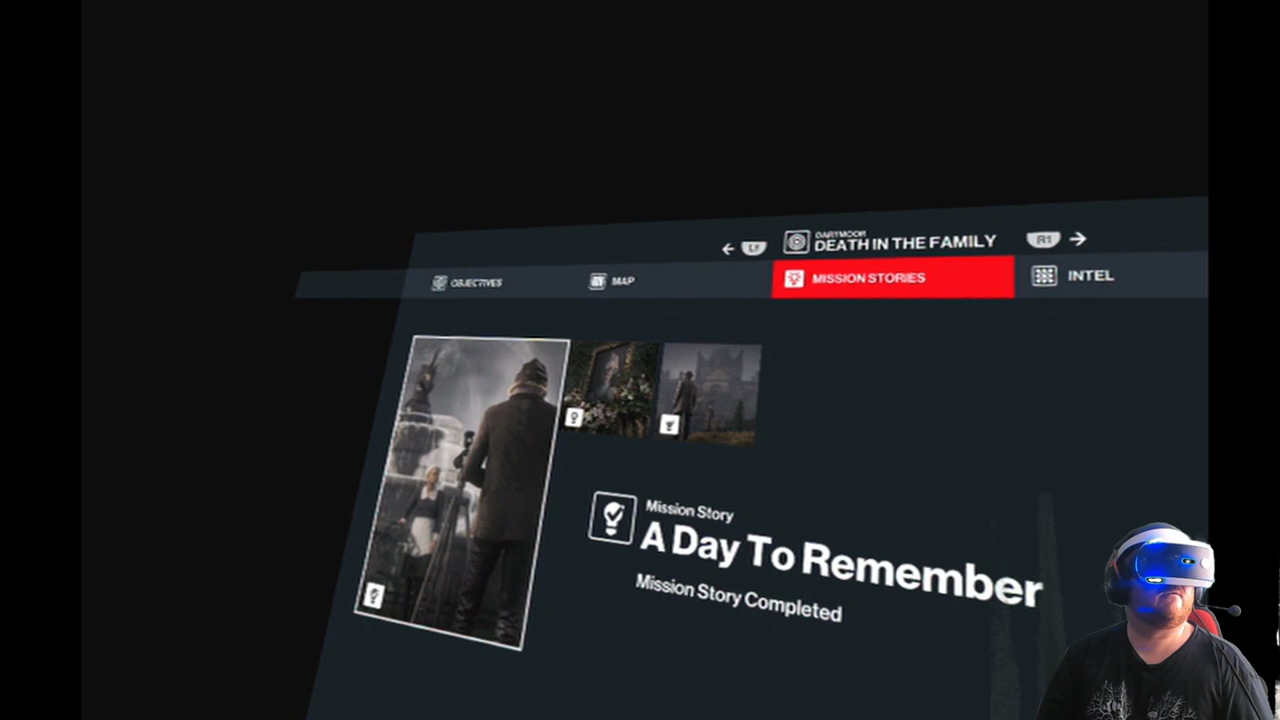 L1
DARTMOOR
DEATH IN THE FAMILY
R1
OBJECTIVES
MAP
MISSION STORIES
INTEL
Mission Story
A Day To Remember
Mission Story Completed